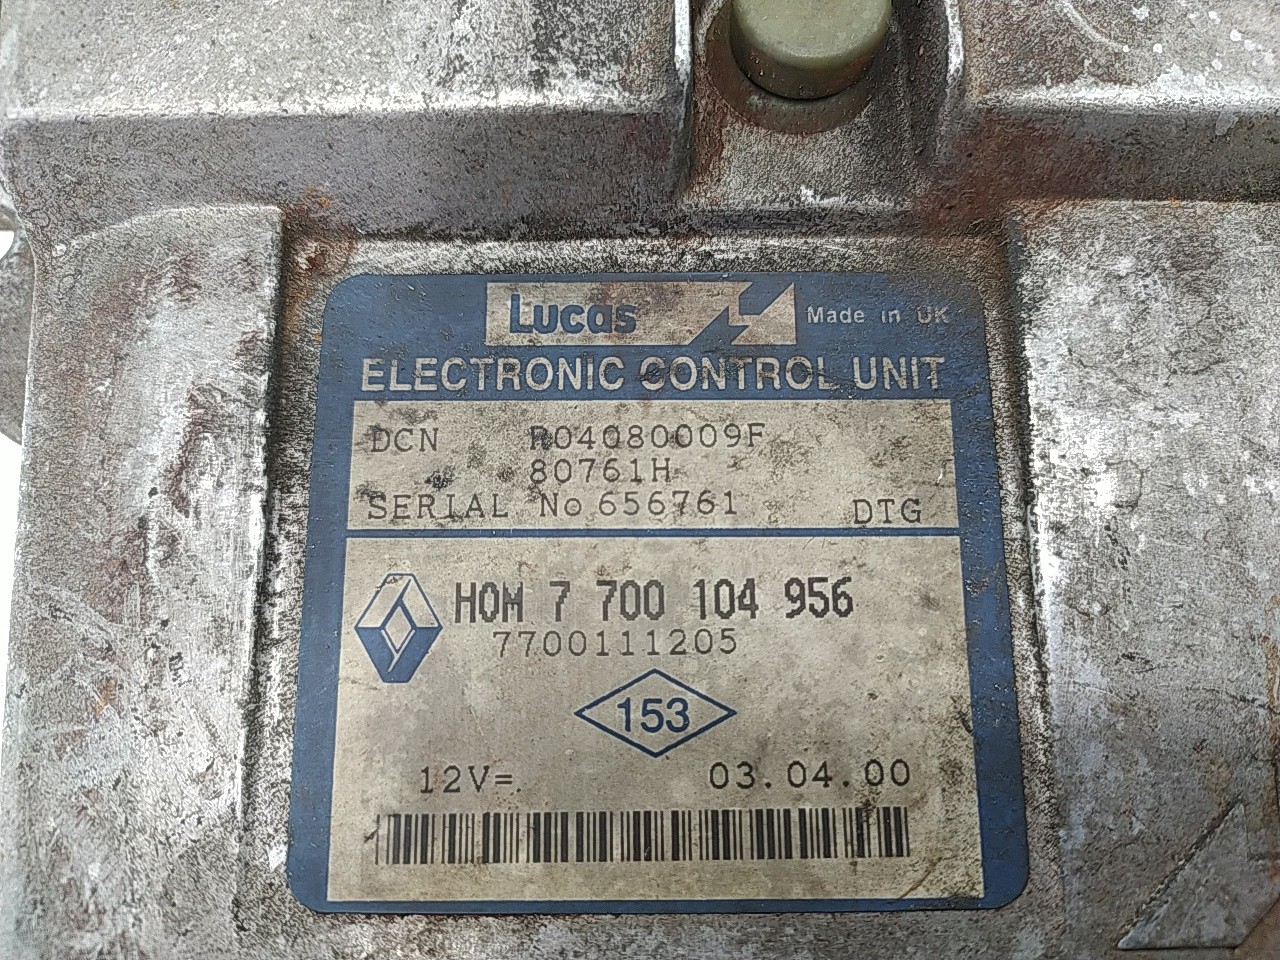 Lucas Made in UK
ELECTRONIC CONTROL UNIT
DCN R04080009F
80761H
SERIAL No 656761 DTG
HOM 7 700 104 956
7700111205
153
12V=. 03.04.00